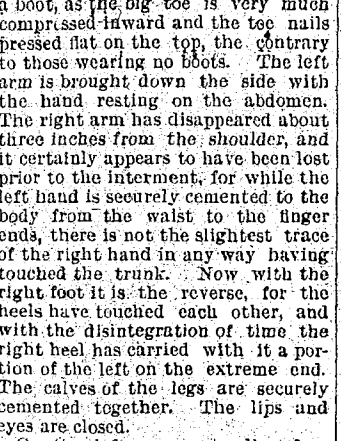 a boot, as the big toe is very much
compressed inward and the toe nails
pressed flat on the top, the contrary
to those wearing no boots. The left
arm is brought down the side with
the hand resting on the abdomen.
The right arm has disappeared about
three inches from the shoulder, and
it certainly appears to have been lost
prior to the interment, for while the
left hand is securely cemented to the
body from the waist to the finger
ends, there is not the slightest trace
of the right hand in any way having
touched the trunk. Now with the
right foot it is the reverse, for the
heels have touched each other, and
with the disintegration of time the
right heel has carried with it a por-
tion of the left on the extreme end.
The calves of the legs are securely
cemented together. The lips and
eyes are closed.